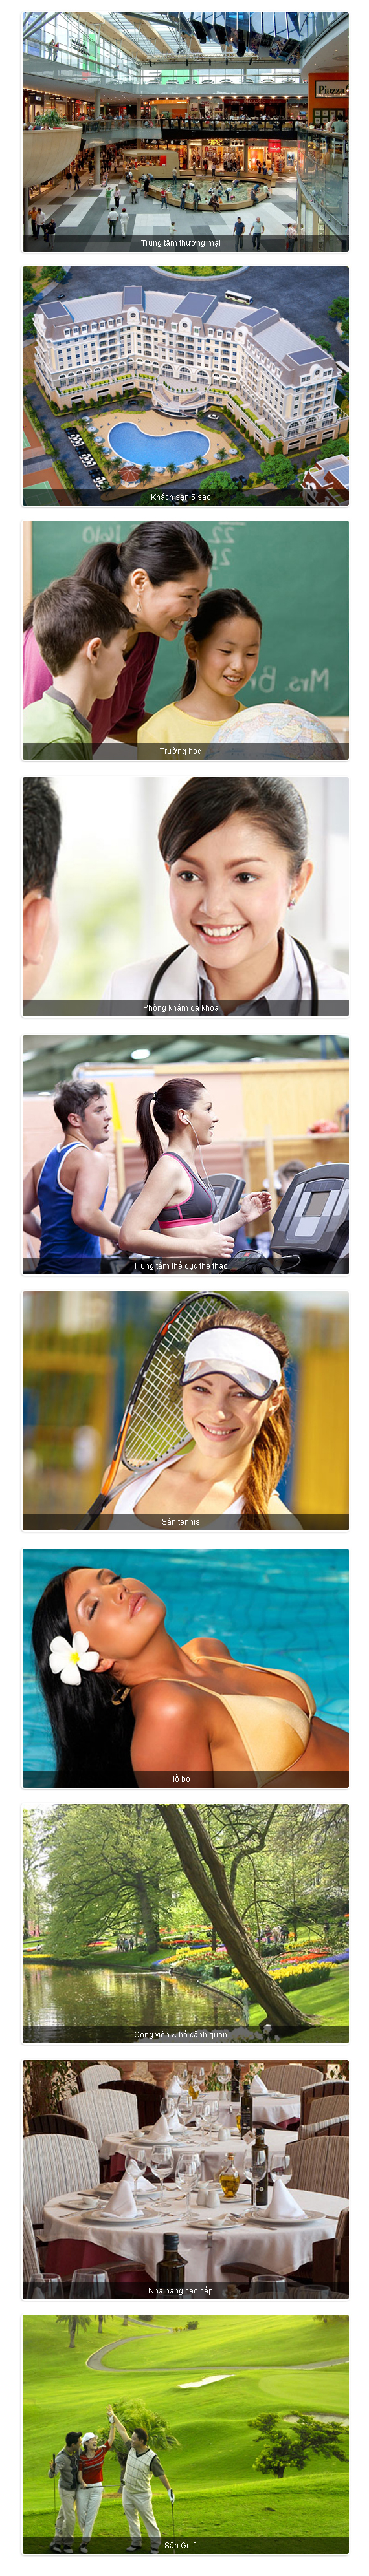 Piazza
Trung tâm thương mại
Khách sạn 5 sao
22
Mrs. Br
Trường học
Phòng khám đa khoa
Trung tâm thể dục thể thao
Sân tennis
Hồ bơi
Công viên & hồ cảnh quan
Nhà hàng cao cấp
Sân Golf